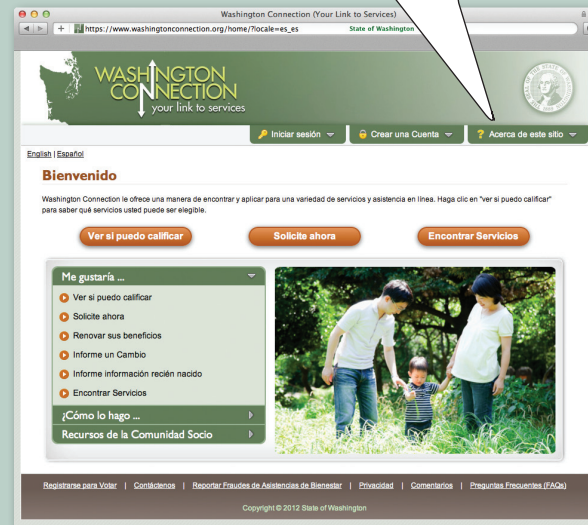 Washington Connection (Your Link to Services)
https://www.washingtonconnection.org/home/?locale=es_es
State of Washington
WASHINGTON
CONNECTION
your link to services
Iniciar sesión
Crear una Cuenta
? Acerca de este sitio
English | Español
Bienvenido
Washington Connection le ofrece una manera de encontrar y aplicar para una variedad de servicios y asistencia en línea. Haga clic en "ver si puedo calificar"
para saber qué servicios usted puede ser elegible.
Ver si puedo calificar
Solicite ahora
Encontrar Servicios
Me gustaría ...
Ver si puedo calificar
Solicite ahora
Renovar sus beneficios
Informe un Cambio
Informe información recién nacido
Encontrar Servicios
¿Cómo lo hago ...
Recursos de la Comunidad Socio
Registrarse para Votar | Contáctenos | Reportar Fraudes de Asistencias de Bienestar | Privacidad | Comentarios | Preguntas Frecuentes (FAQs)
Copyright © 2012 State of Washington